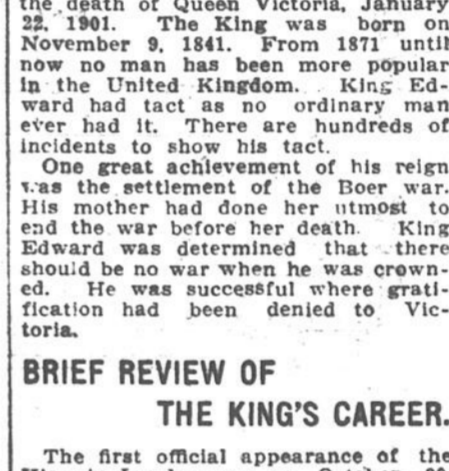 the death of Queen Victoria, January
22, 1901. The King was born on
November 9, 1841. From 1871 until
now no man has been more popular
in the United Kingdom. King Ed-
ward had tact as no ordinary man
ever had it. There are hundreds of
incidents to show his tact.
One great achievement of his reign
was the settlement of the Boer war.
His mother had done her utmost to
end the war before her death. King
Edward was determined that there
should be no war when he was crown-
ed. He was successful where grati-
fication had been denied to Vic-
toria.
BRIEF REVIEW OF
THE KING'S CAREER.
The first official appearance of the